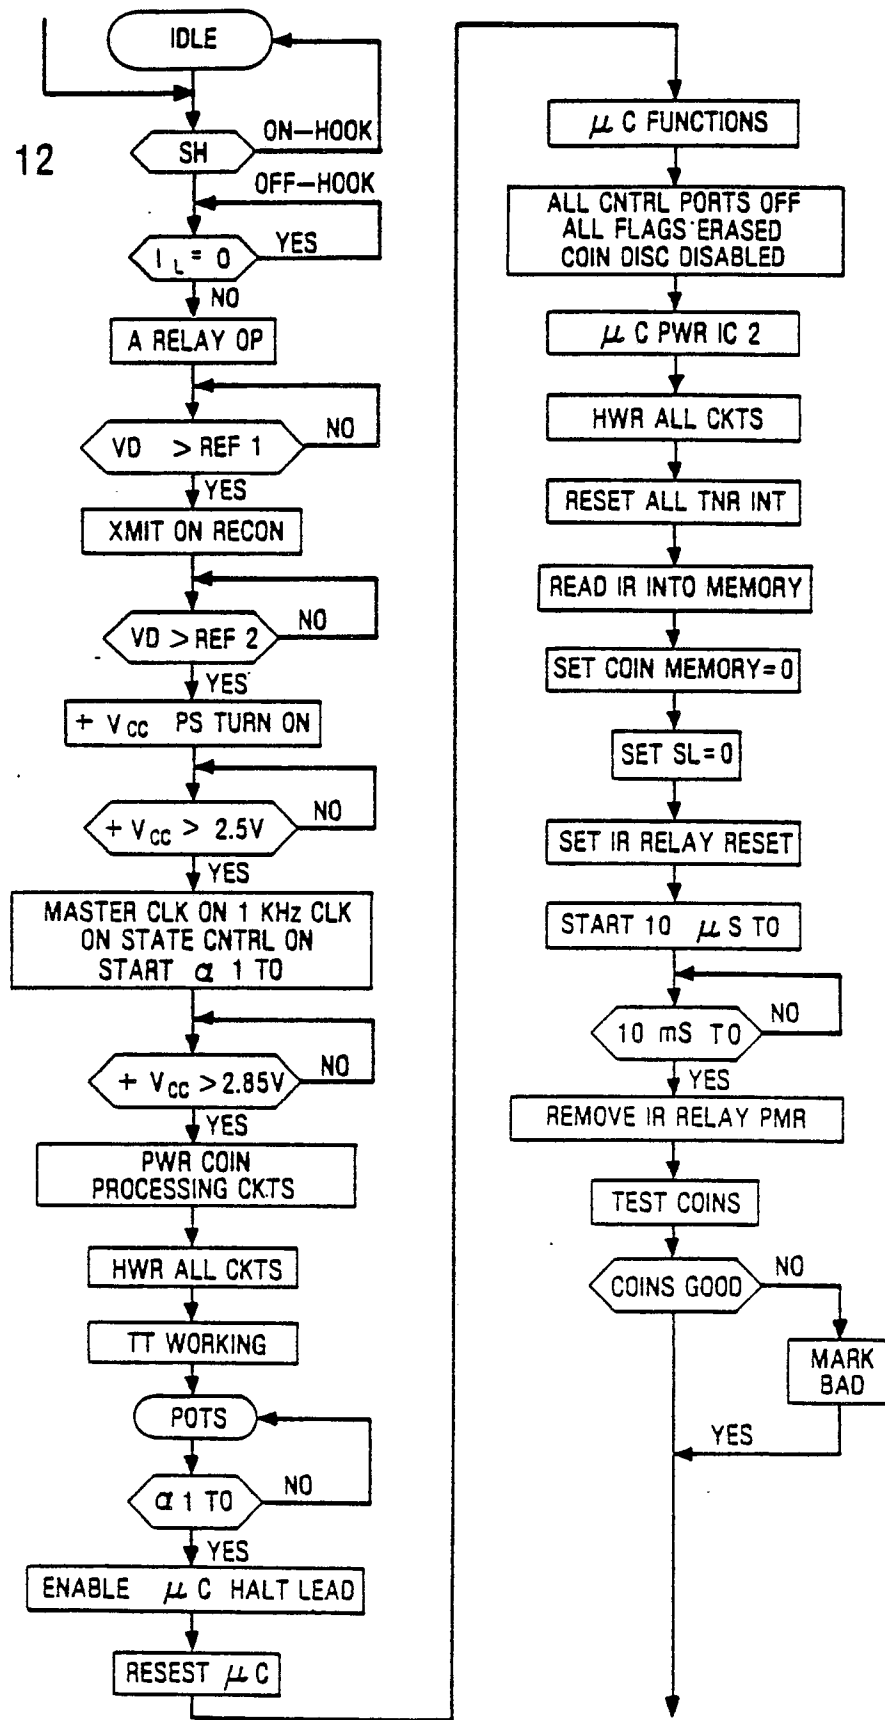 IDLE
12
SH
ON-HOOK
OFF-HOOK
I L = 0
YES
NO
A RELAY OP
VD > REF 1
NO
YES
XMIT ON RECON
VD > REF 2
NO
YES
+ VCC PS TURN ON
+ VCC > 2.5V
NO
YES
MASTER CLK ON 1 KHz CLK
ON STATE CNTRL ON
START α 1 TO
+ VCC > 2.85V
NO
YES
PWR COIN
PROCESSING CKTS
HWR ALL CKTS
TT WORKING
POTS
α 1 TO
NO
YES
ENABLE μ C HALT LEAD
RESEST μ C
μ C FUNCTIONS
ALL CNTRL PORTS OFF
ALL FLAGS ERASED
COIN DISC DISABLED
μ C PWR IC 2
HWR ALL CKTS
RESET ALL TNR INT
READ IR INTO MEMORY
SET COIN MEMORY=0
SET SL=0
SET IR RELAY RESET
START 10 μ S TO
10 mS TO
NO
YES
REMOVE IR RELAY PMR
TEST COINS
COINS GOOD
NO
MARK
BAD
YES